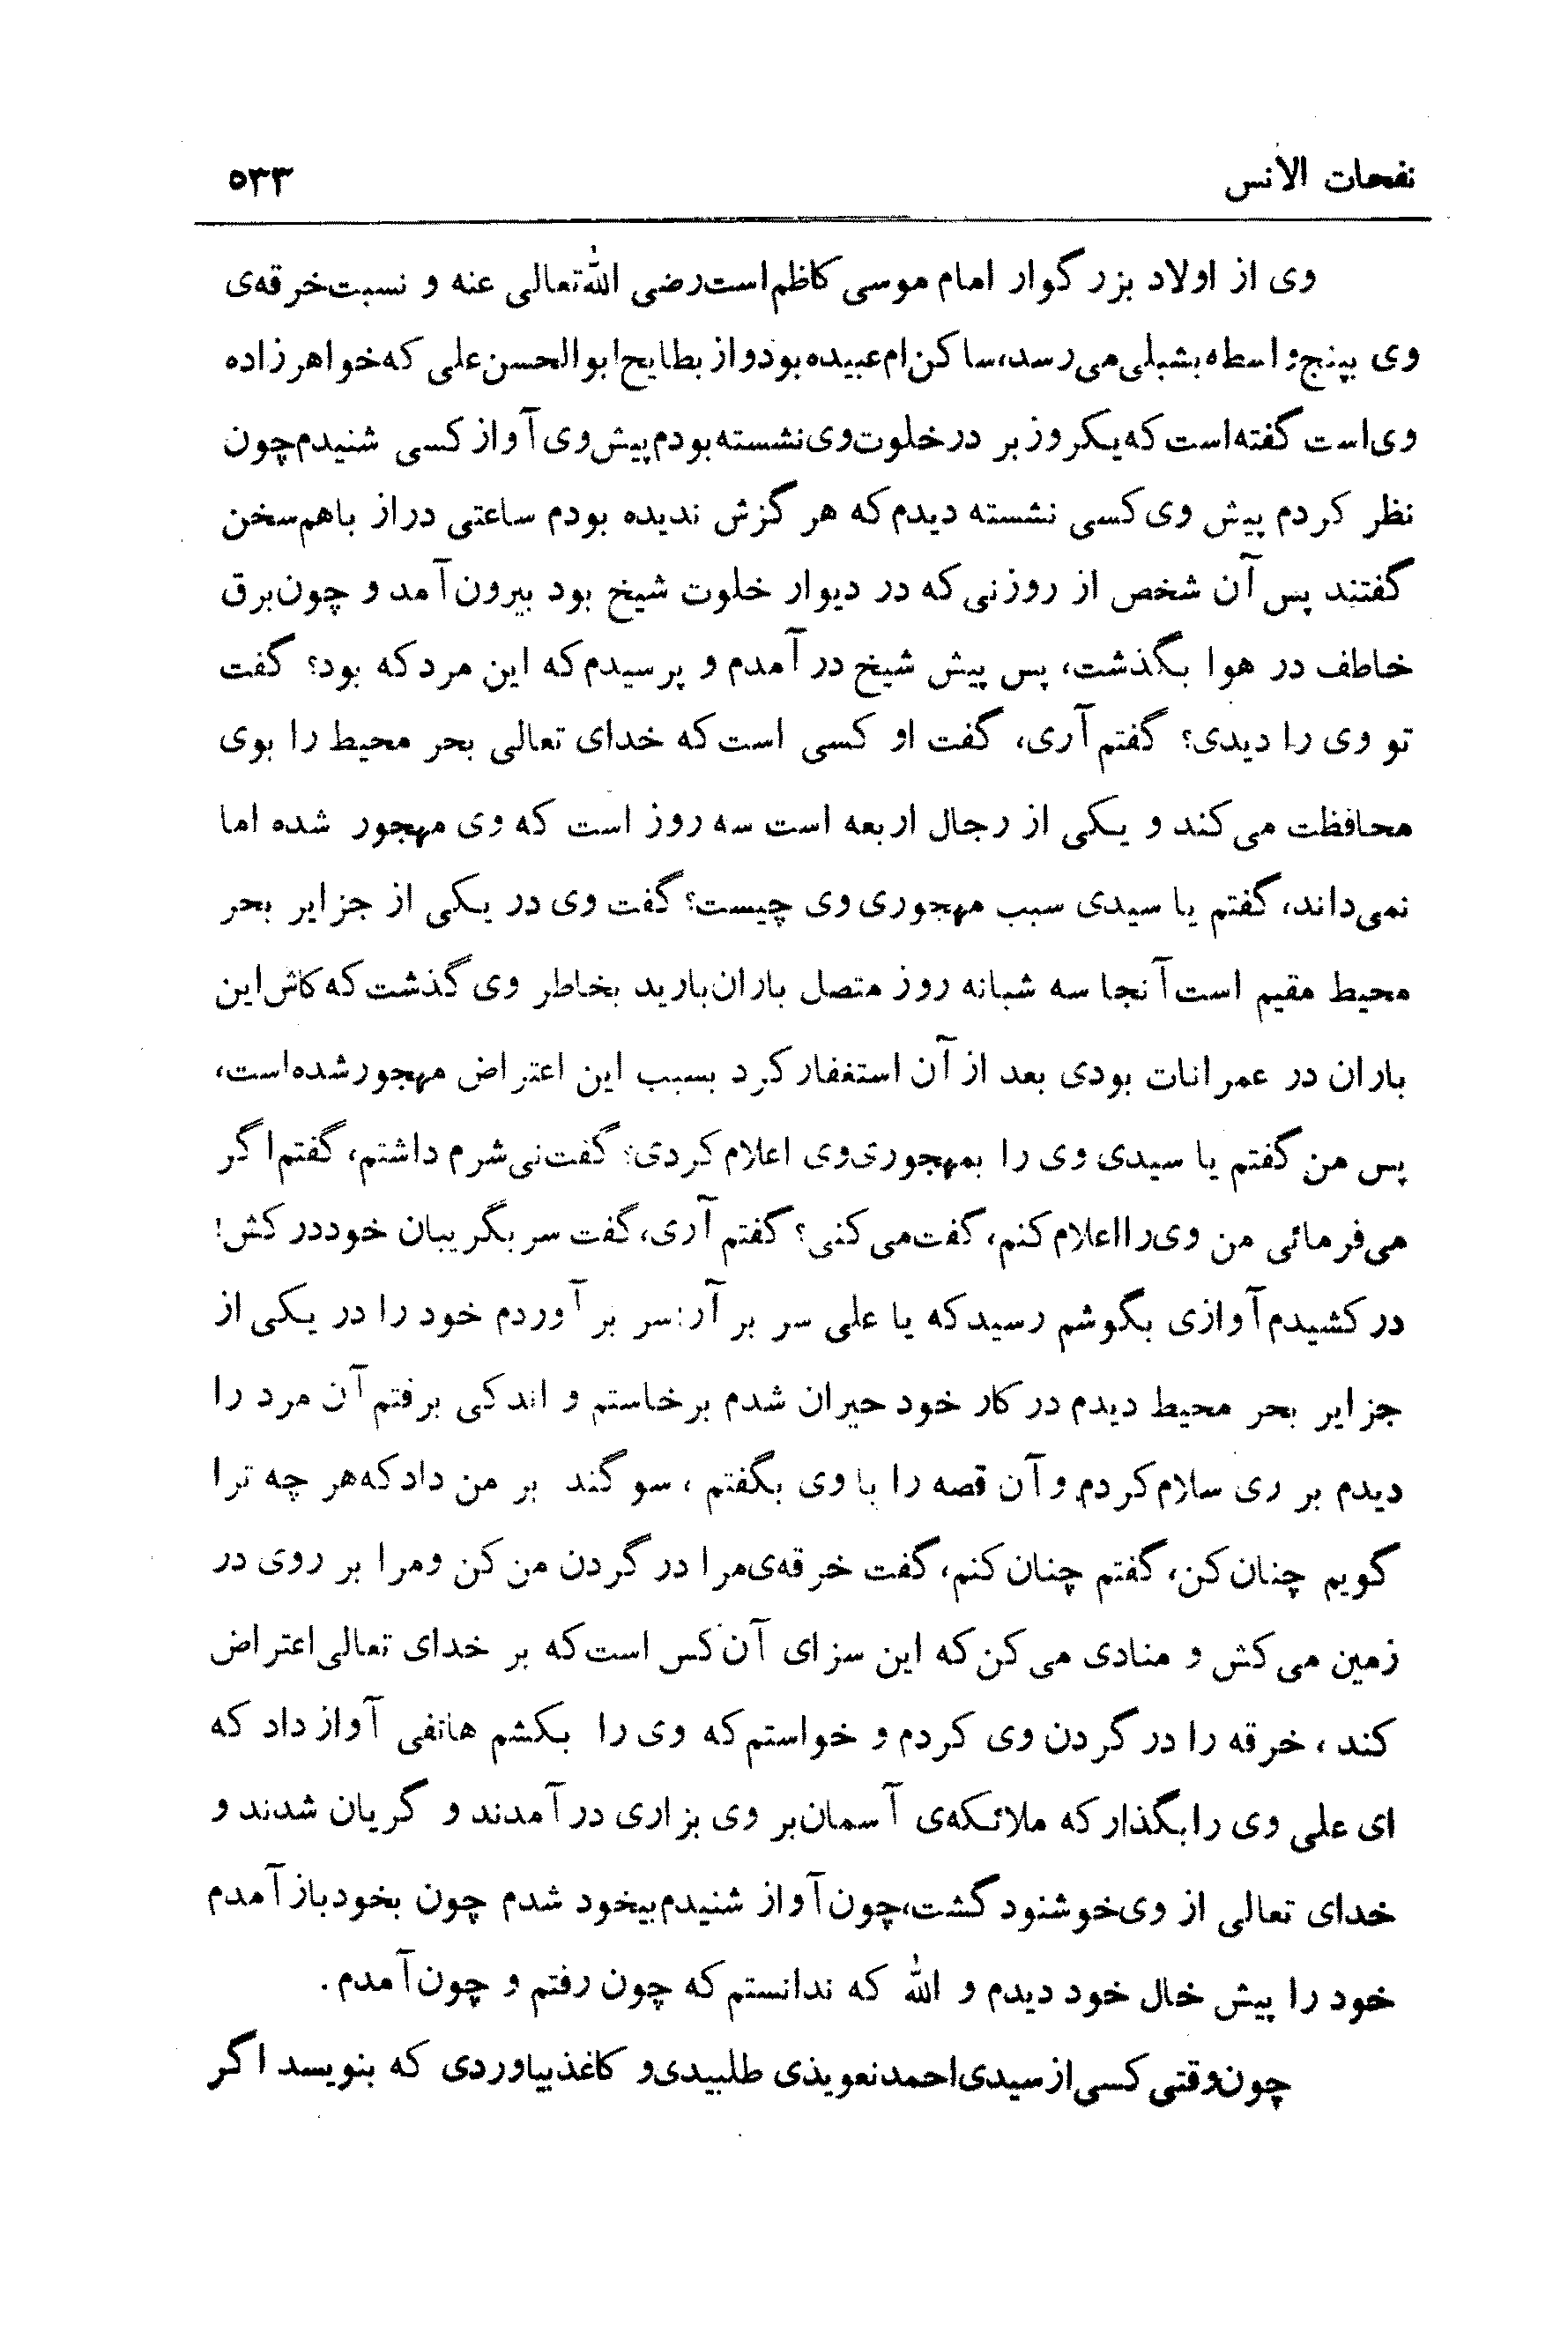 نفحات الأنس ۵۳۳
وی از اولاد بزرگوار امام موسی کاظم است رضی الله تعالی عنه و نسبت خرقه‌ی
وی بپنج واسطه بشبلی می‌رسد، ساکن ام عبیده بود و از بطایح ابوالحسن علی که خواهر زاده
وی است گفته است که یکروز بر در خلوت وی نشسته بودم پیش وی آواز کسی شنیدم چون
نظر کردم پیش وی کسی نشسته دیدم که هرگزش ندیده بودم ساعتی دراز باهم سخن
گفتند پس آن شخص از روزنی که در دیوار خلوت شیخ بود بیرون آمد و چون برق
خاطف در هوا بگذشت، پس پیش شیخ در آمدم و پرسیدم که این مرد که بود؟ گفت
تو وی را دیدی؟ گفتم آری، گفت او کسی است که خدای تعالی بحر محیط را بوی
محافظت می‌کند و یکی از رجال اربعه است سه روز است که وی مهجور شده اما
نمی‌داند، گفتم یا سیدی سبب مهجوری وی چیست؟ گفت وی در یکی از جزایر بحر
محیط مقیم است آنجا سه شبانه روز متصل باران بارید بخاطر وی گذشت که کاش این
باران در عمرانات بودی بعد از آن استغفار کرد بسبب این اعتراض مهجور شده است،
پس من گفتم یا سیدی وی را بمهجوری وی اعلام کردی؟ گفت نی شرم داشتم، گفتم اگر
می‌فرمائی من وی را اعلام کنم، گفت می‌کنی؟ گفتم آری، گفت سر بگریبان خود در کش!
در کشیدم آوازی بگوشم رسید که یا علی سر بر آر: سر بر آوردم خود را در یکی از
جزایر بحر محیط دیدم در کار خود حیران شدم برخاستم و اندکی برفتم آن مرد را
دیدم بر ری سلام کردم و آن قصه را با وی بگفتم ، سوگند بر من داد که هر چه ترا
گویم چنان کن، گفتم چنان کنم، گفت خرقه‌ی مرا در گردن من کن و مرا بر روی در
زمین می‌کش و منادی می‌کن که این سزای آن کس است که بر خدای تعالی اعتراض
کند ، خرقه را در گردن وی کردم و خواستم که وی را بکشم هاتفی آواز داد که
ای علی وی را بگذار که ملائکه‌ی آسمان بر وی بزاری در آمدند و گریان شدند و
خدای تعالی از وی خوشنود گشت، چون آواز شنیدم بیخود شدم چون بخود باز آمدم
خود را پیش خال خود دیدم و الله که ندانستم که چون رفتم و چون آمدم .
چون وقتی کسی از سیدی احمد تعویذی طلبیدی و کاغذ بیاوردی که بنویسد اگر